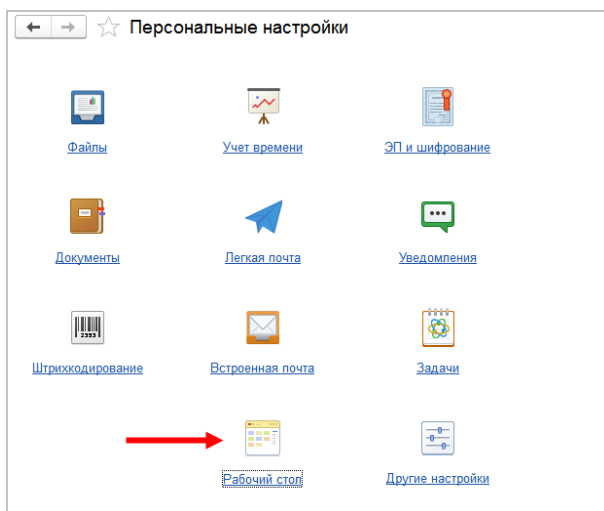 Персональные настройки
Файлы
Учет времени
ЭП и шифрование
Документы
Легкая почта
Уведомления
2353
Штрихкодирование
Встроенная почта
Задачи
Рабочий стол
Другие настройки